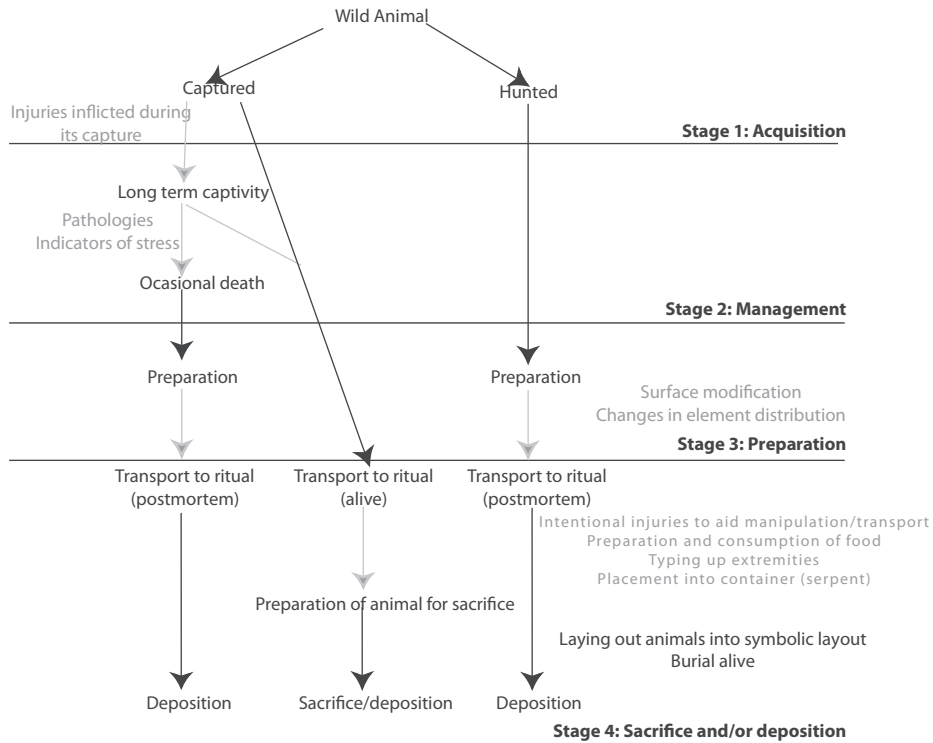 Wild Animal
Captured
Hunted
Injuries inflicted during
its capture
Stage 1: Acquisition
Long term captivity
Pathologies
Indicators of stress
Ocasional death
Stage 2: Management
Preparation
Preparation
Surface modification
Changes in element distribution
Stage 3: Preparation
Transport to ritual
(postmortem)
Transport to ritual
(alive)
Transport to ritual
(postmortem)
Intentional injuries to aid manipulation/transport
Preparation and consumption of food
Typing up extremities
Placement into container (serpent)
Preparation of animal for sacrifice
Laying out animals into symbolic layout
Burial alive
Deposition
Sacrifice/deposition
Deposition
Stage 4: Sacrifice and/or deposition